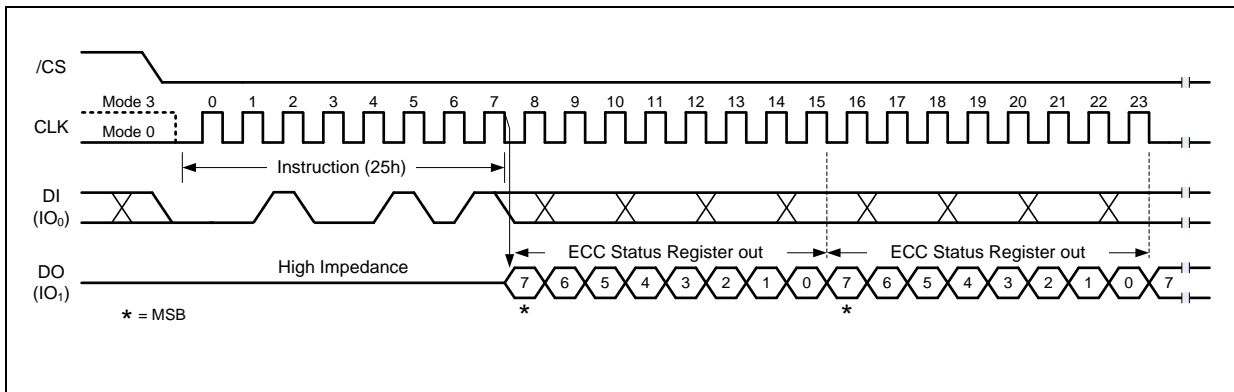 /CS
Mode 3 0 1 2 3 4 5 6 7 8 9 10 11 12 13 14 15 16 17 18 19 20 21 22 23
CLK
Mode 0
Instruction (25h)
DI
(IO₀)
ECC Status Register out ECC Status Register out
High Impedance
DO
(IO₁)
7 6 5 4 3 2 1 0 7 6 5 4 3 2 1 0 7
* *
* = MSB